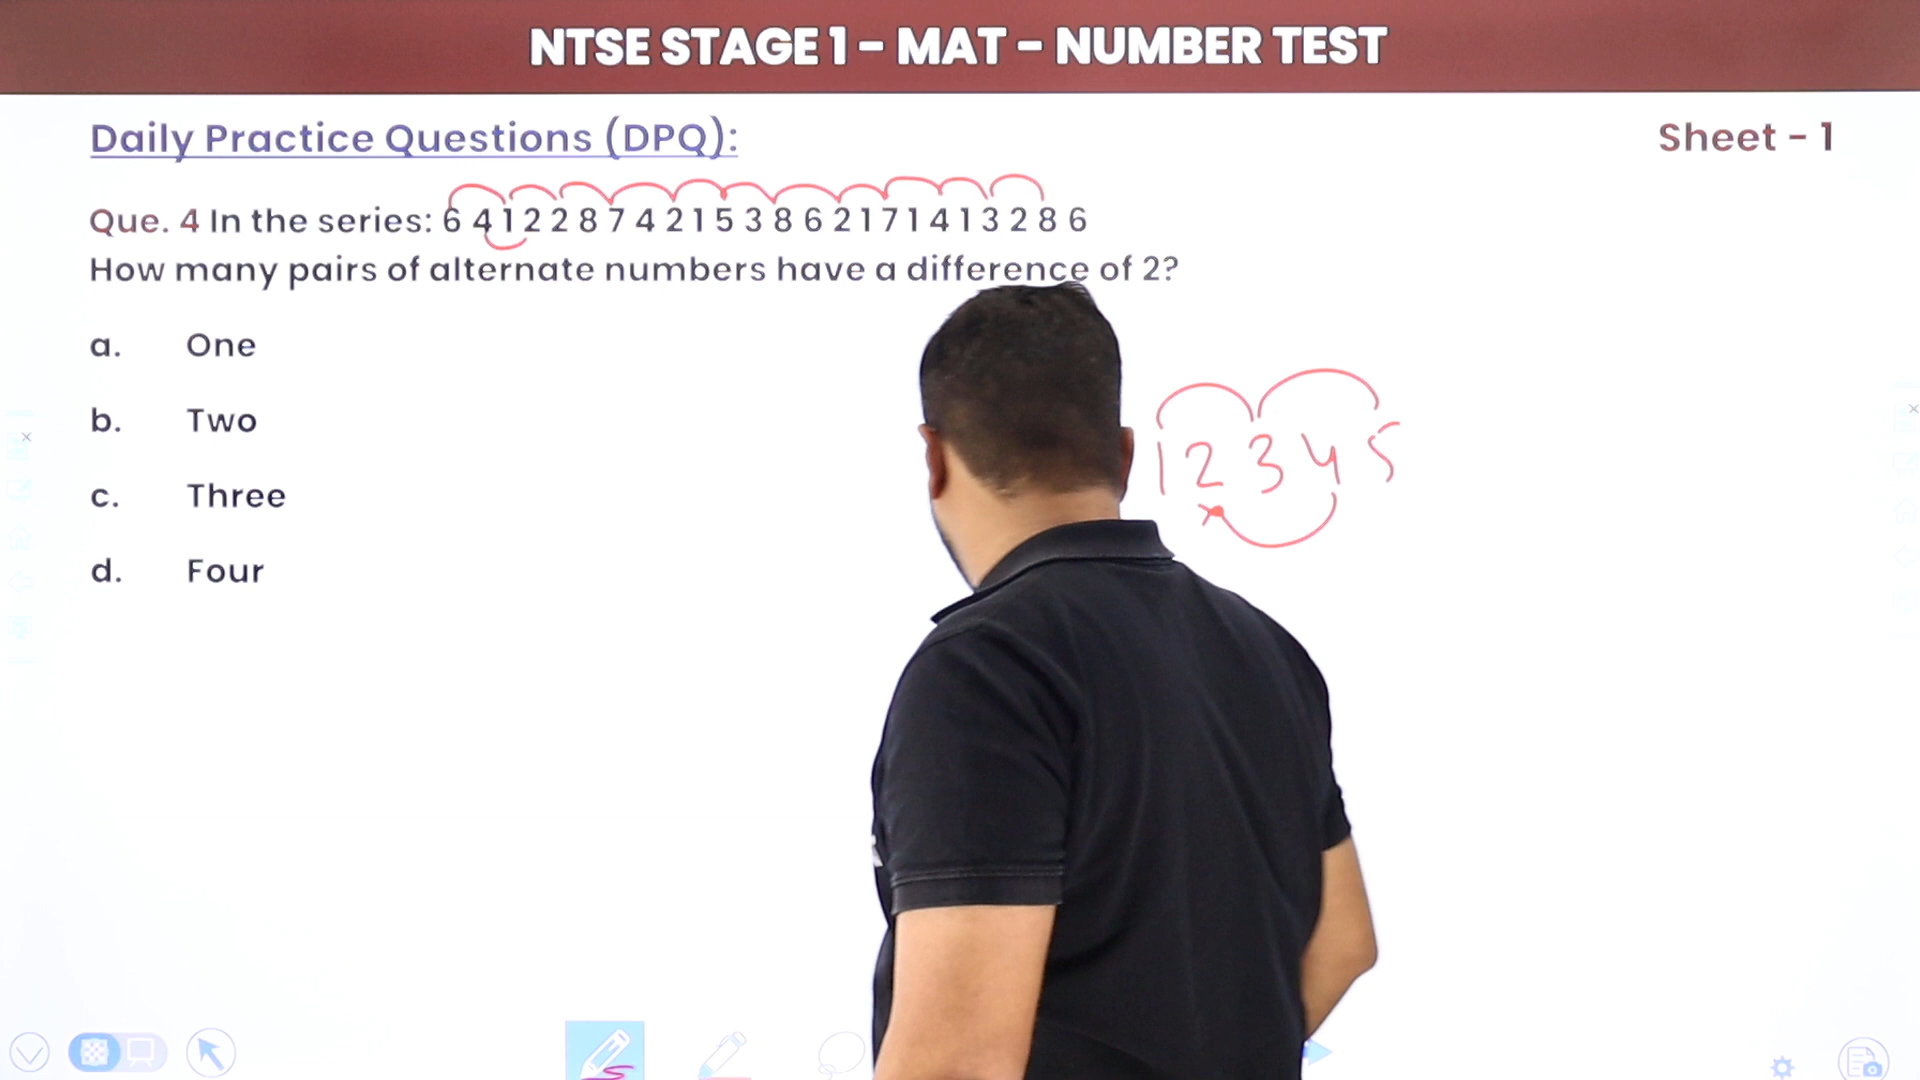 NTSE STAGE 1 – MAT – NUMBER TEST
Daily Practice Questions (DPQ):
Sheet - 1
Que. 4 In the series: 6 4 1 2 2 8 7 4 2 1 5 3 8 6 2 1 7 1 4 1 3 2 8 6
How many pairs of alternate numbers have a difference of 2?
a. One
b. Two
c. Three
d. Four
1 2 3 4 5